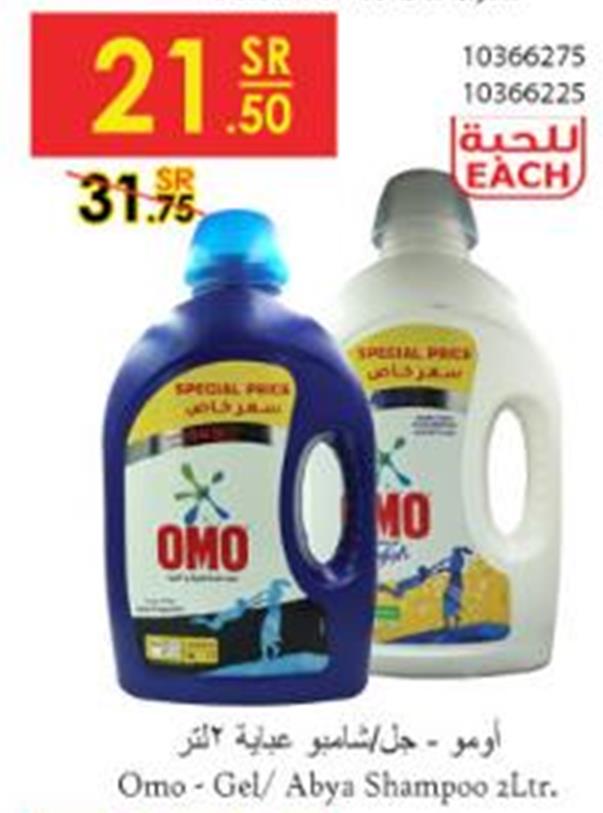 21.50 SR
31.75 SR
10366275
10366225
للحبة
EACH
SPECIAL PRICE
سعر خاص
OMO
SPECIAL PRICE
سعر خاص
MO
أومو - جل/شامبو عباية ٢لتر
Omo - Gel/ Abya Shampoo 2Ltr.